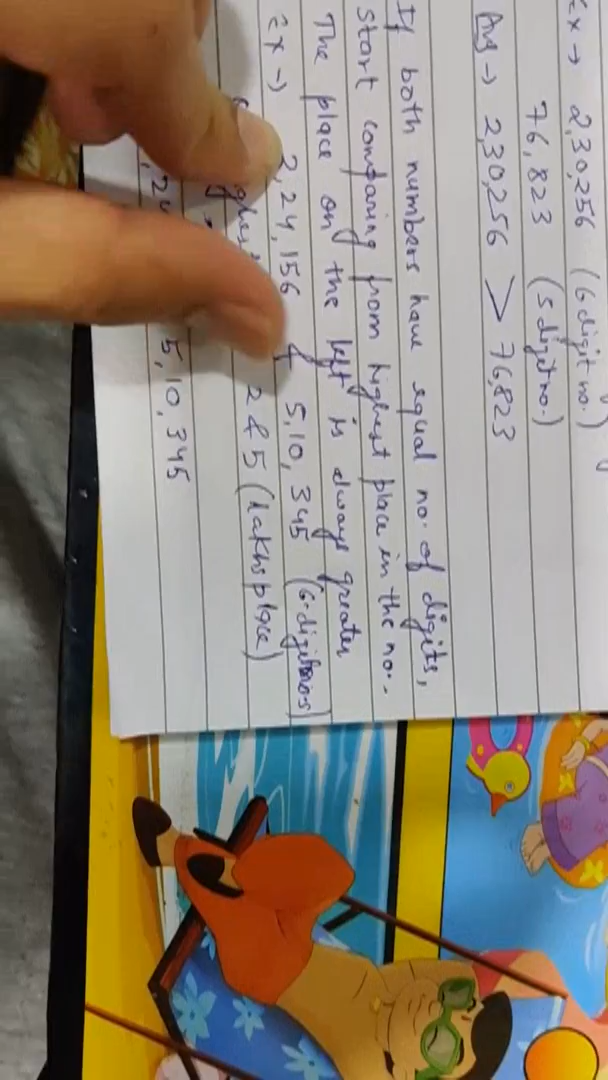 Ex → 2,30,256 (6 digit no.)
76,823 (5 digit no.)
Ans → 2,30,256 > 76,823
If both numbers have equal no. of digits,
start comparing from highest place in the no..
The place on the left is always greater
Ex → 2,24,156 & 5,10,345 (6-digit nos)
2 & 5 (Lakhs place)
5,10,345